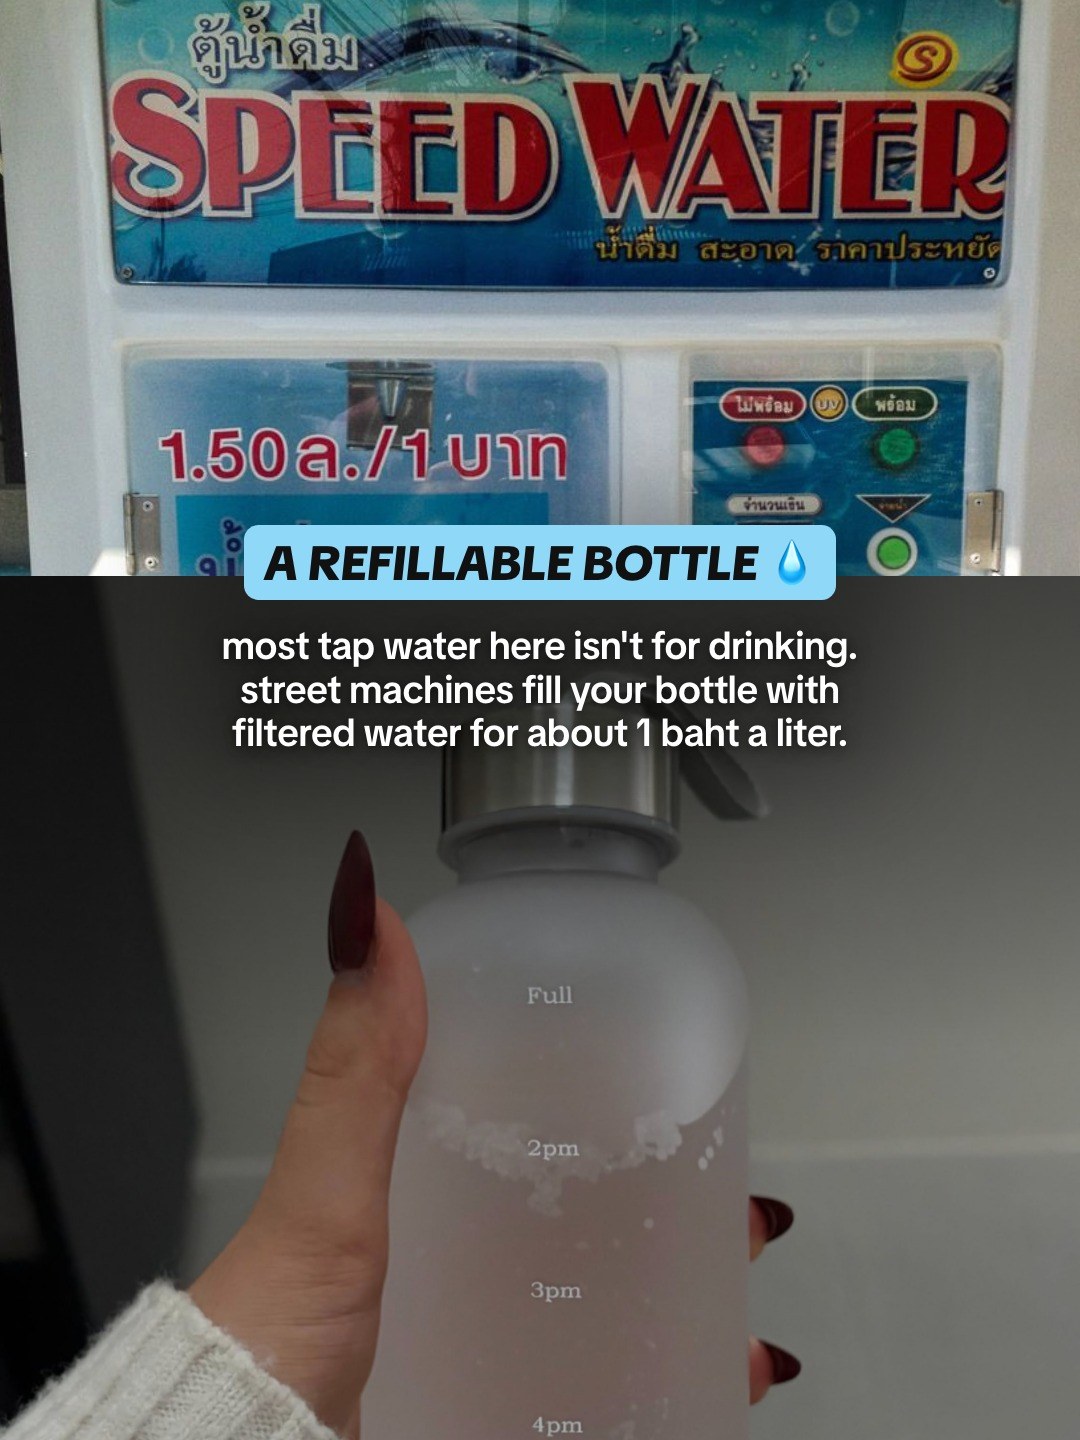 ตู้น้ำดื่ม
S
SPEED WATER
น้ำดื่ม สะอาด ราคาประหยัด
1.50 ล./1 บาท
ไม่พร้อม UV พร้อม
จำนวนเงิน
A REFILLABLE BOTTLE 💧
most tap water here isn't for drinking.
street machines fill your bottle with
filtered water for about 1 baht a liter.
Full
2pm
3pm
4pm